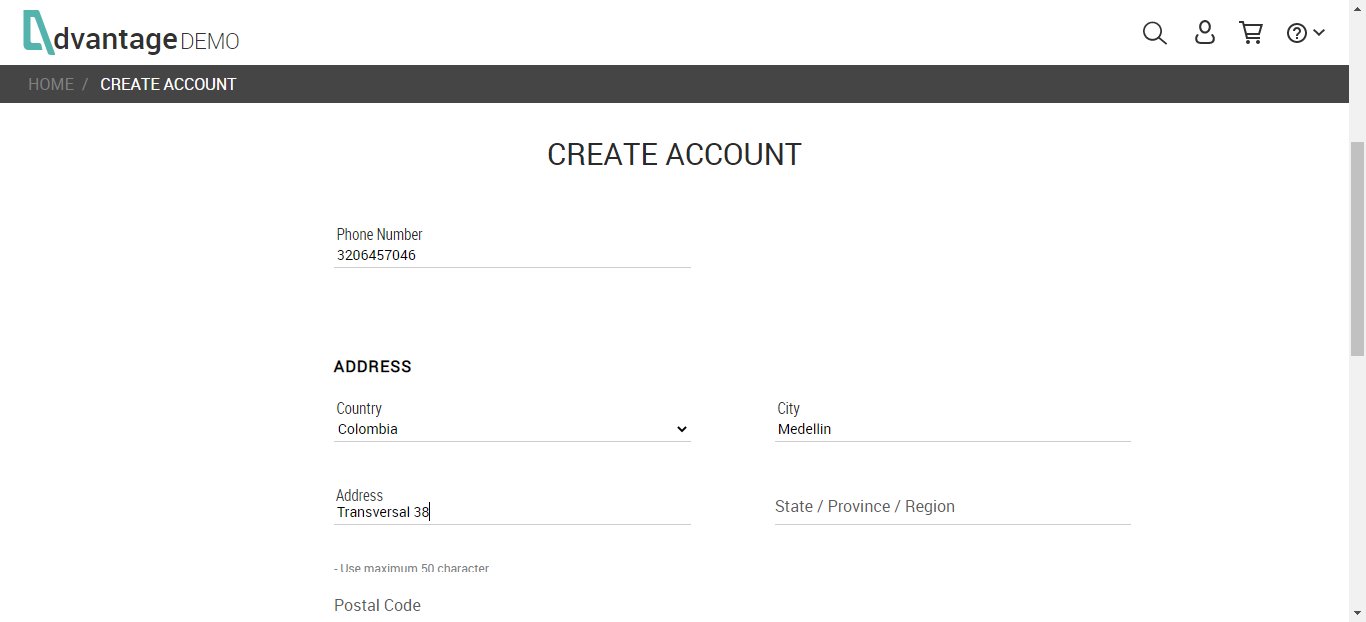 dvantage DEMO
HOME / CREATE ACCOUNT
CREATE ACCOUNT
Phone Number
3206457046
ADDRESS
Country
Colombia
City
Medellin
Address
Transversal 38
State / Province / Region
- Use maximum 50 character
Postal Code